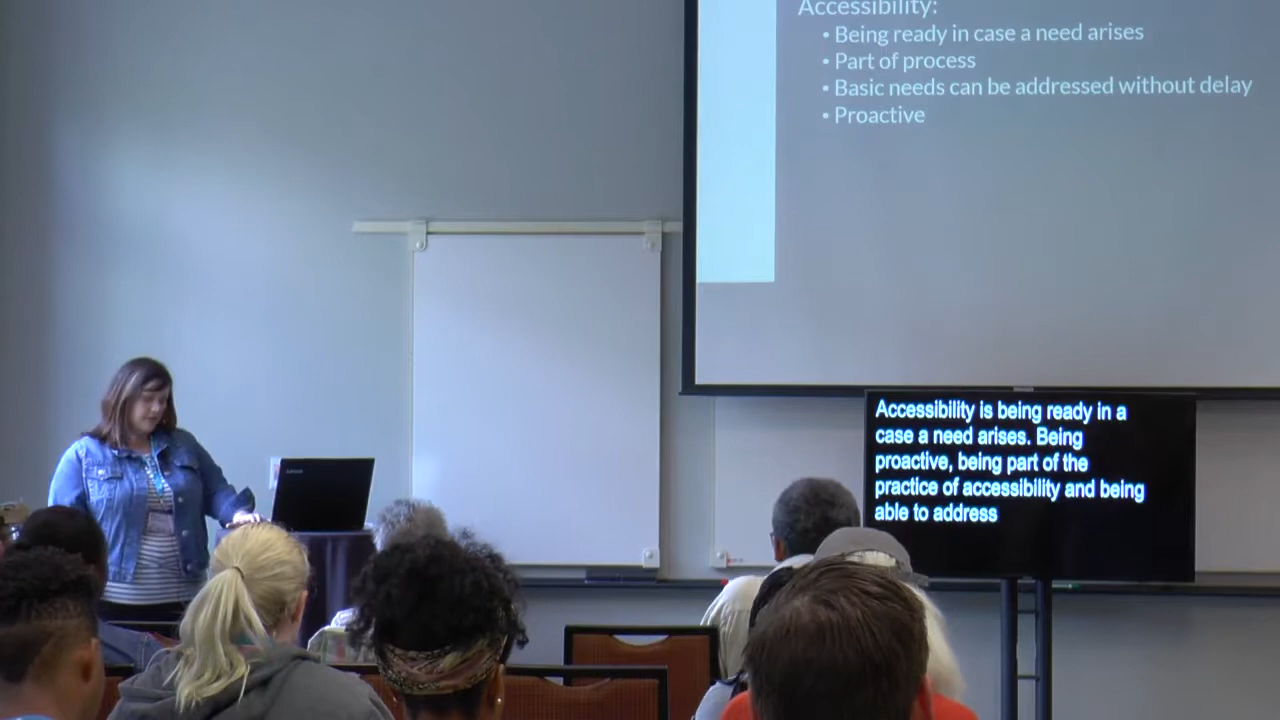 Accessibility:
• Being ready in case a need arises
• Part of process
• Basic needs can be addressed without delay
• Proactive
Lenovo
Accessibility is being ready in a
case a need arises. Being
proactive, being part of the
practice of accessibility and being
able to address